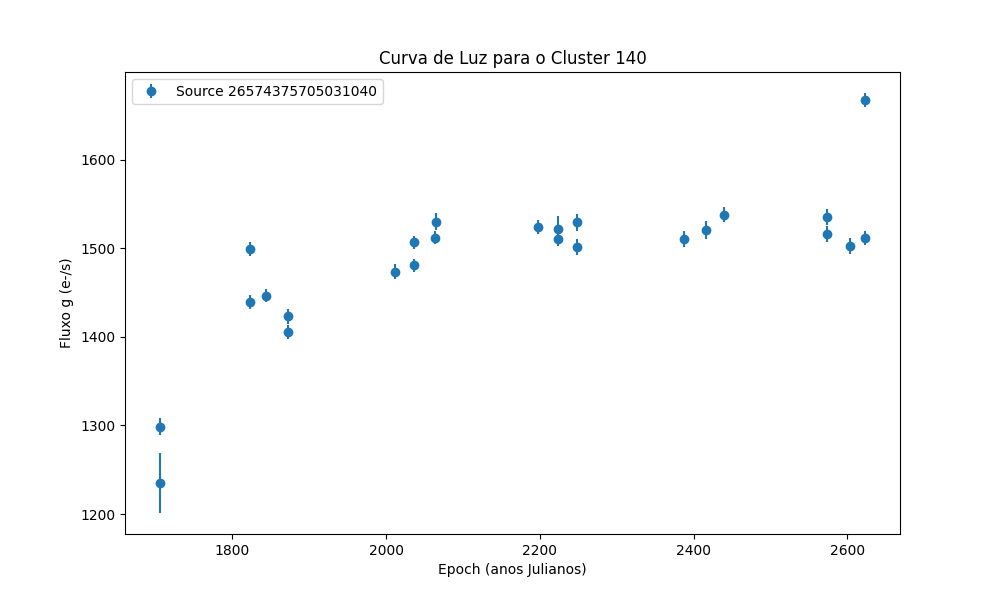 Curva de Luz para o Cluster 140
Source 26574375705031040
1600
1500
1400
1300
1200
Fluxo g (e-/s)
1800 2000 2200 2400 2600
Epoch (anos Julianos)